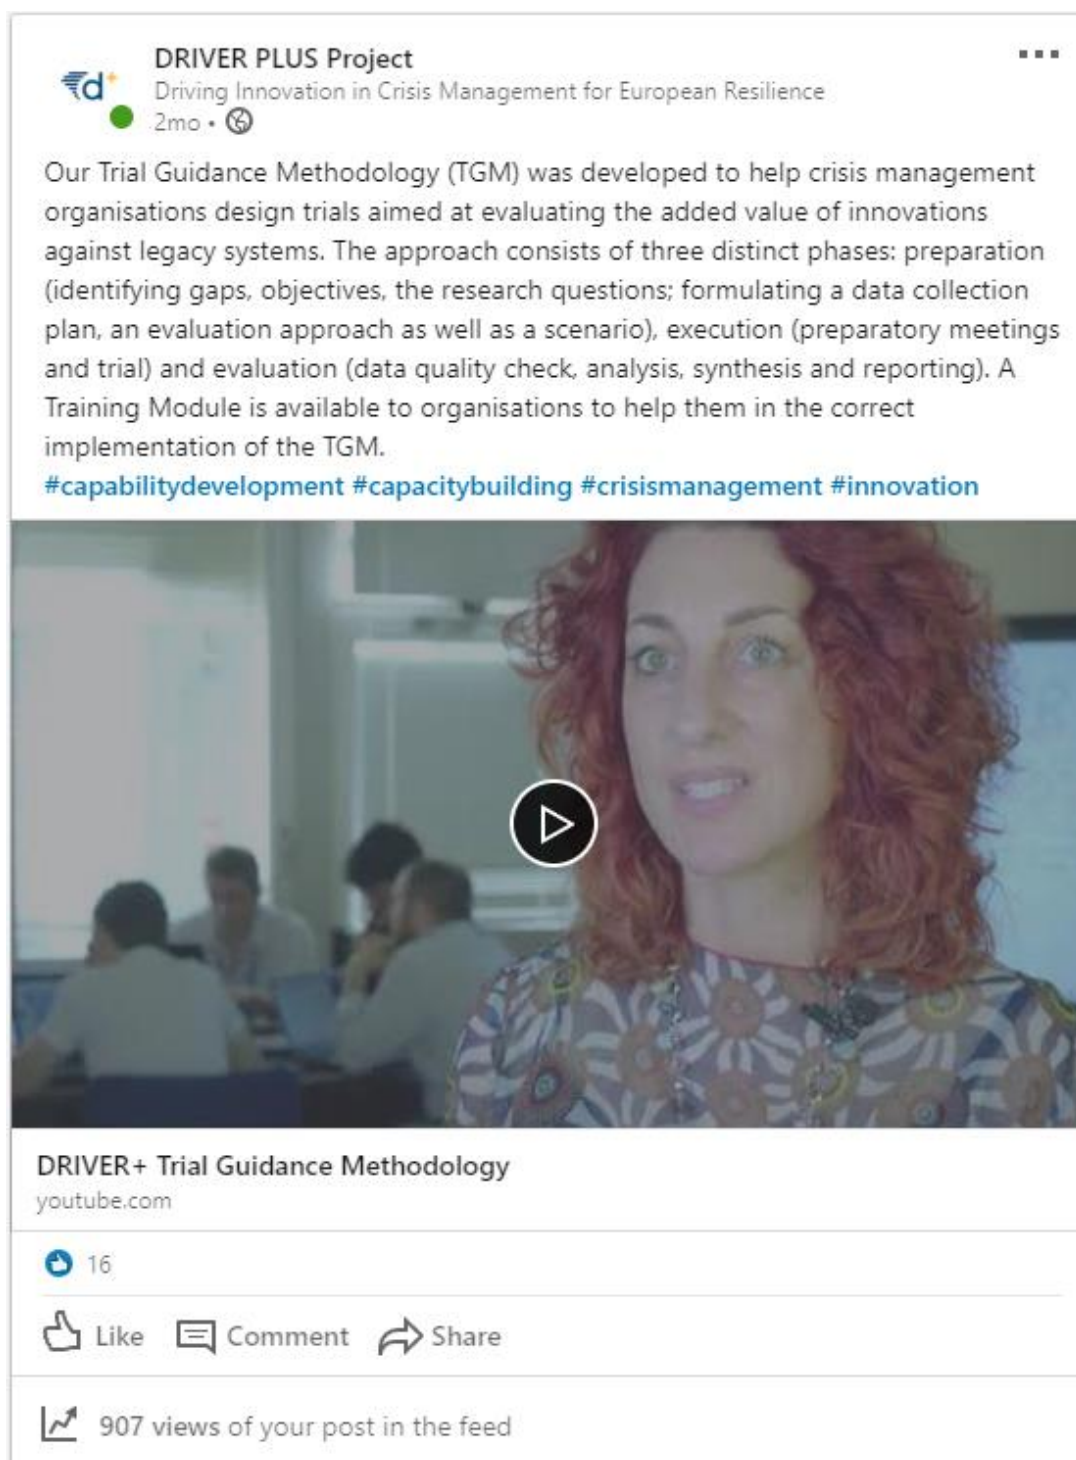 DRIVER PLUS Project
Driving Innovation in Crisis Management for European Resilience
2mo •
Our Trial Guidance Methodology (TGM) was developed to help crisis management
organisations design trials aimed at evaluating the added value of innovations
against legacy systems. The approach consists of three distinct phases: preparation
(identifying gaps, objectives, the research questions; formulating a data collection
plan, an evaluation approach as well as a scenario), execution (preparatory meetings
and trial) and evaluation (data quality check, analysis, synthesis and reporting). A
Training Module is available to organisations to help them in the correct
implementation of the TGM.
#capabilitydevelopment #capacitybuilding #crisismanagement #innovation
DRIVER+ Trial Guidance Methodology
youtube.com
16
Like Comment Share
907 views of your post in the feed